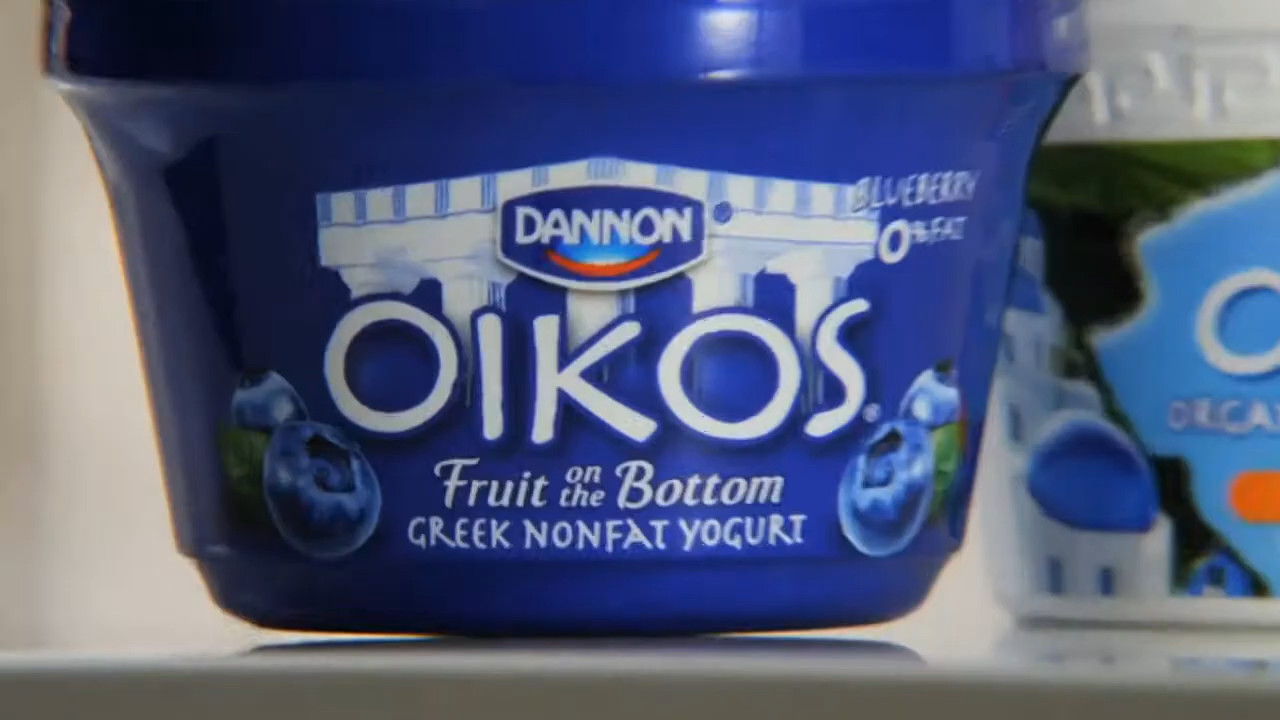 DANNON
BLUEBERRY
0% FAT
OIKOS®
Fruit on the Bottom
GREEK NONFAT YOGURT